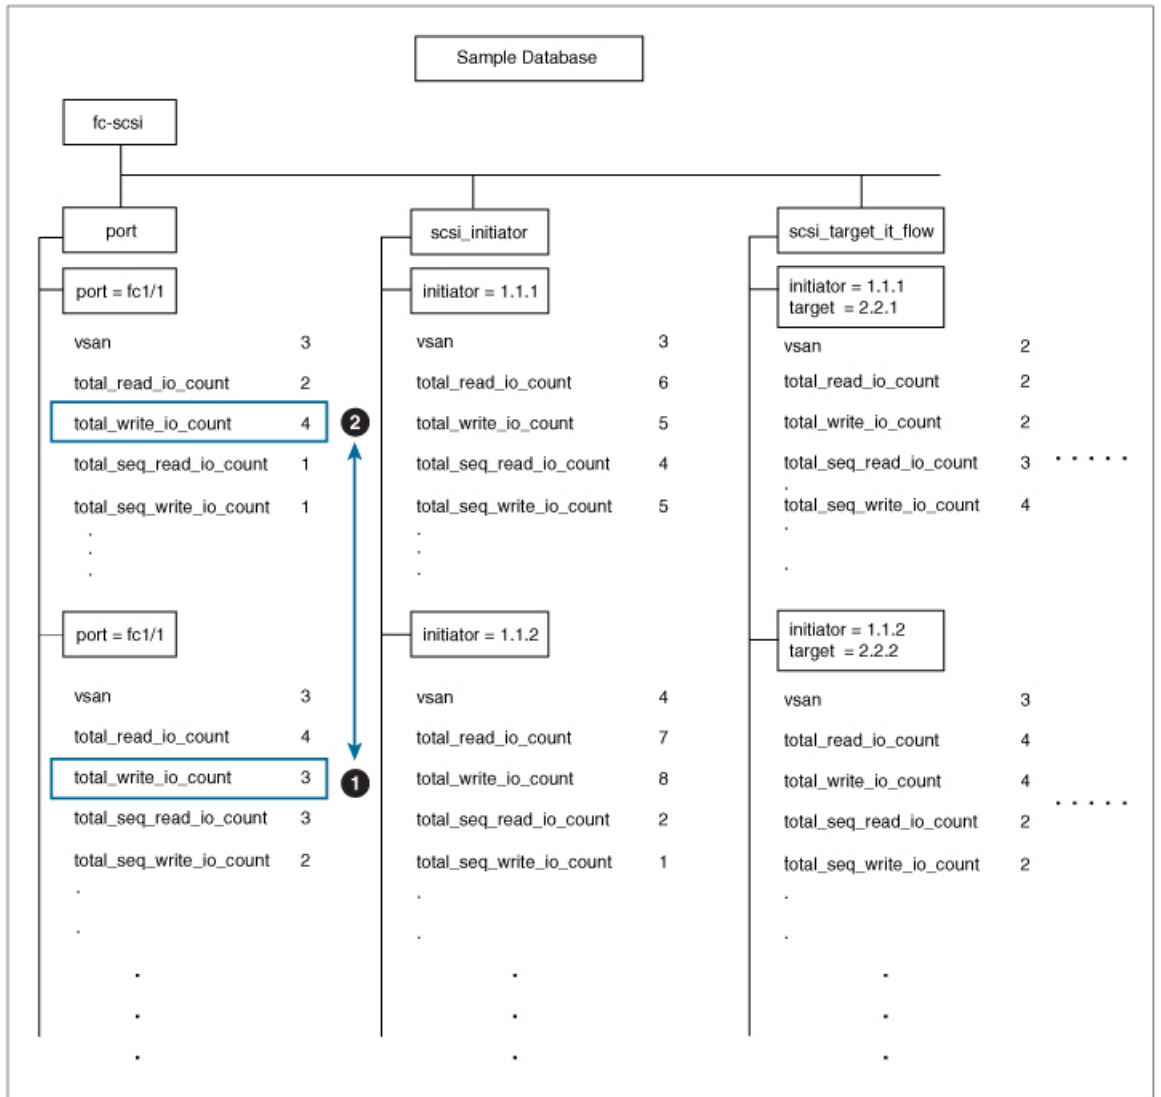 Sample Database
fc-scsi
port
port = fc1/1
vsan 3
total_read_io_count 2
total_write_io_count 4
total_seq_read_io_count 1
total_seq_write_io_count 1
port = fc1/1
vsan 3
total_read_io_count 4
total_write_io_count 3
total_seq_read_io_count 3
total_seq_write_io_count 2
2
1
scsi_initiator
initiator = 1.1.1
vsan 3
total_read_io_count 6
total_write_io_count 5
total_seq_read_io_count 4
total_seq_write_io_count 5
initiator = 1.1.2
vsan 4
total_read_io_count 7
total_write_io_count 8
total_seq_read_io_count 2
total_seq_write_io_count 1
scsi_target_it_flow
initiator = 1.1.1
target = 2.2.1
vsan 2
total_read_io_count 2
total_write_io_count 2
total_seq_read_io_count 3
total_seq_write_io_count 4
initiator = 1.1.2
target = 2.2.2
vsan 3
total_read_io_count 4
total_write_io_count 4
total_seq_read_io_count 2
total_seq_write_io_count 2